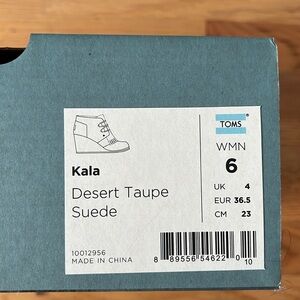 TOMS
WMN
6
Kala
Desert Taupe
Suede
UK 4
EUR 36.5
CM 23
10012956
MADE IN CHINA
8 89556 54622 0
10